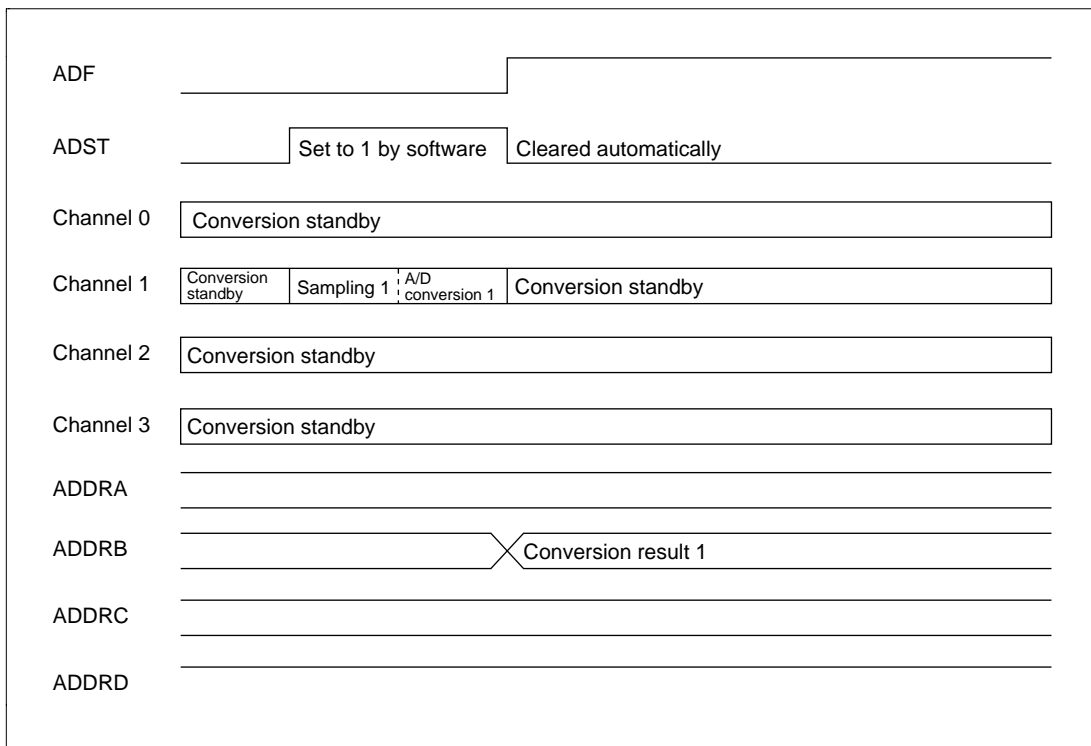 ADF
ADST Set to 1 by software Cleared automatically
Channel 0 Conversion standby
Channel 1 Conversion standby Sampling 1 A/D conversion 1 Conversion standby
Channel 2 Conversion standby
Channel 3 Conversion standby
ADDRA
ADDRB Conversion result 1
ADDRC
ADDRD